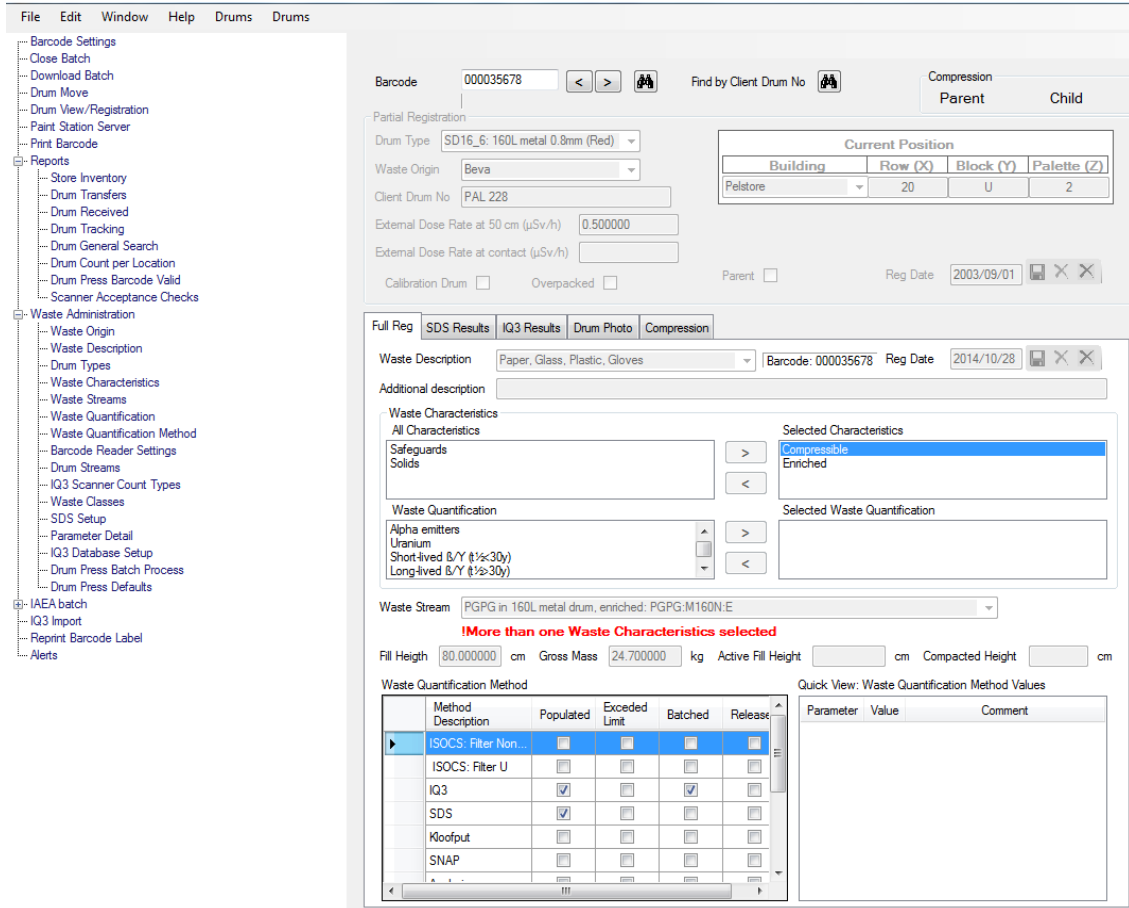 File Edit Window Help Drums Drums
Barcode Settings
Close Batch
Download Batch
Drum Move
Drum View/Registration
Paint Station Server
Print Barcode
Reports
Store Inventory
Drum Transfers
Drum Received
Drum Tracking
Drum General Search
Drum Count per Location
Drum Press Barcode Valid
Scanner Acceptance Checks
Waste Administration
Waste Origin
Waste Description
Drum Types
Waste Characteristics
Waste Streams
Waste Quantification
Waste Quantification Method
Barcode Reader Settings
Drum Streams
IQ3 Scanner Count Types
Waste Classes
SDS Setup
Parameter Detail
IQ3 Database Setup
Drum Press Batch Process
Drum Press Defaults
IAEA batch
IQ3 Import
Reprint Barcode Label
Alerts
Barcode 000035678 < > Find by Client Drum No
Compression
Parent Child
Partial Registration
Drum Type SD16_6: 160L metal 0.8mm (Red)
Waste Origin Beva
Client Drum No PAL 228
External Dose Rate at 50 cm (µSv/h) 0.500000
External Dose Rate at contact (µSv/h)
Calibration Drum Overpacked
Current Position
Building Row (X) Block (Y) Palette (Z)
Pelstore 20 U 2
Parent Reg Date 2003/09/01
Full Reg SDS Results IQ3 Results Drum Photo Compression
Waste Description Paper, Glass, Plastic, Gloves Barcode: 000035678 Reg Date 2014/10/28
Additional description
Waste Characteristics
All Characteristics Selected Characteristics
Safeguards > Compressible
Solids < Enriched
Waste Quantification Selected Waste Quantification
Alpha emitters >
Uranium
Short-lived ß/Y (t½<30y) <
Long-lived ß/Y (t½>30y)
Waste Stream PGPG in 160L metal drum, enriched: PGPG:M160N:E
!More than one Waste Characteristics selected
Fill Heigth 80.000000 cm Gross Mass 24.700000 kg Active Fill Height cm Compacted Height cm
Waste Quantification Method Quick View: Waste Quantification Method Values
Method Description Populated Exceded Limit Batched Release
Parameter Value Comment
ISOCS: Filter Non...
ISOCS: Filter U
IQ3
SDS
Kloofput
SNAP